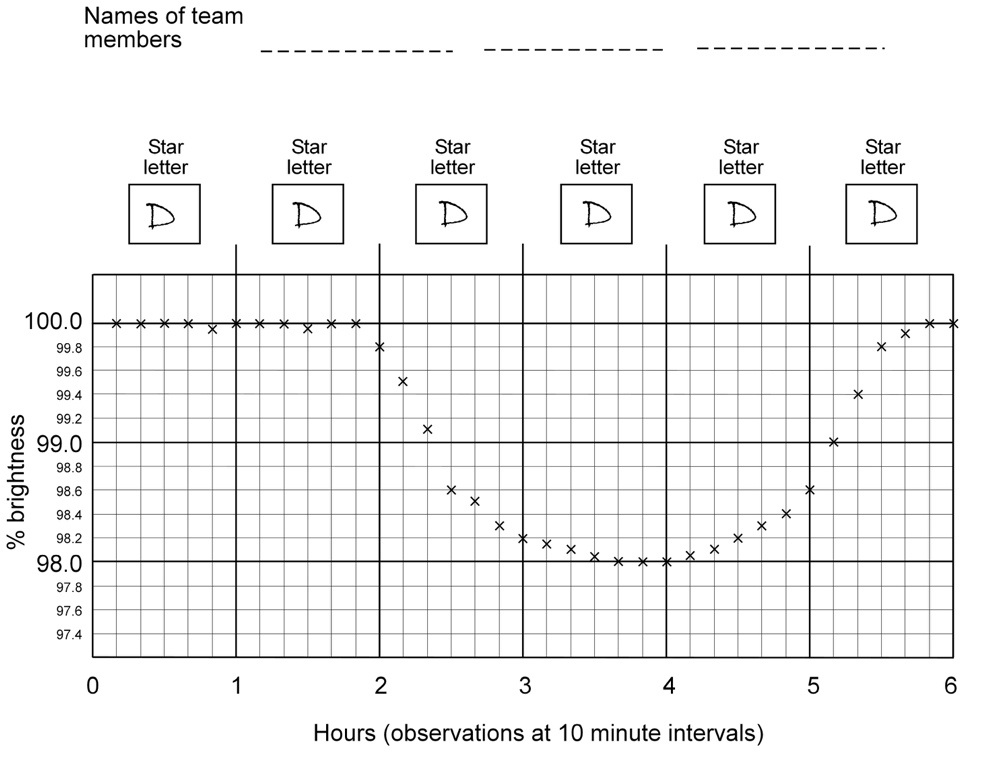 Names of team
members
Star
letter
Star
letter
Star
letter
Star
letter
Star
letter
Star
letter
D
D
D
D
D
D
100.0
99.8
99.6
99.4
99.2
99.0
98.8
98.6
98.4
98.2
98.0
97.8
97.6
97.4
% brightness
0 1 2 3 4 5 6
Hours (observations at 10 minute intervals)